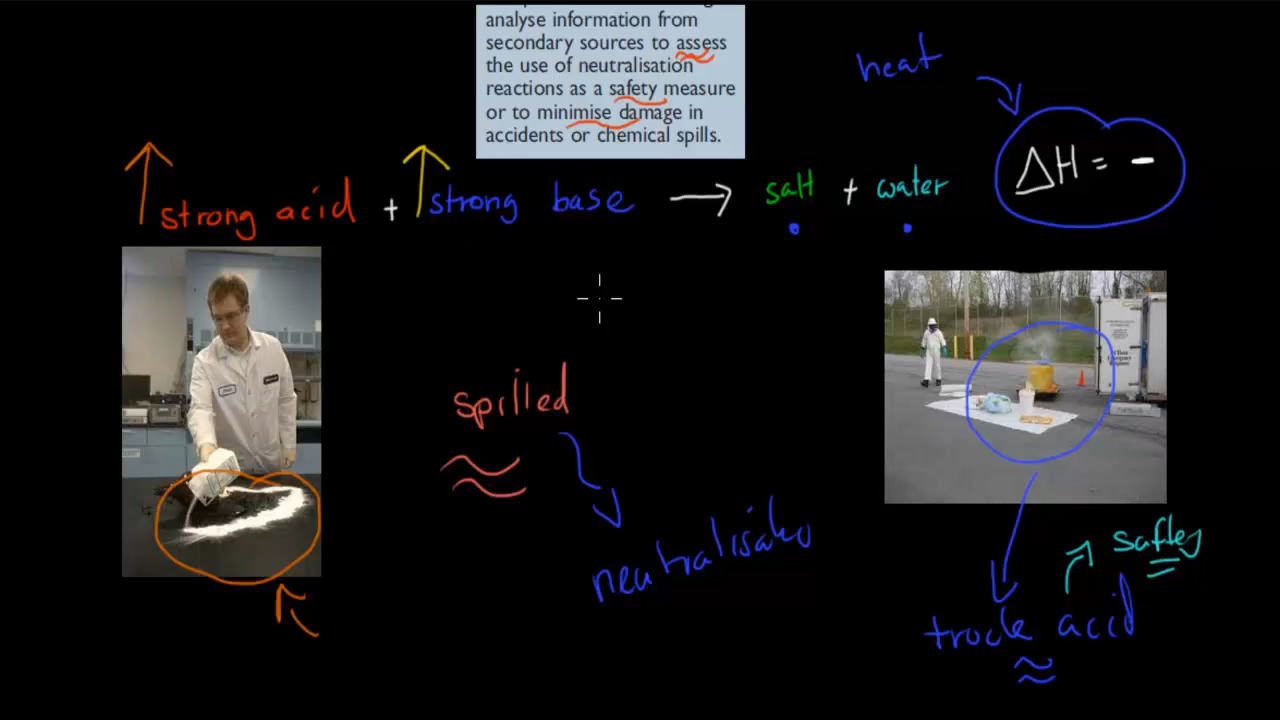 analyse information from
secondary sources to assess
the use of neutralisation
reactions as a safety measure
or to minimise damage in
accidents or chemical spills.
heat
ΔH = -
strong acid + strong base → salt + water
spilled
neutralisatio
saftey
truck acid